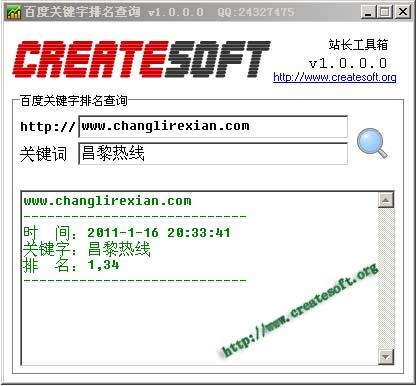 百度关键字排名查询 v1.0.0.0 QQ:24327475
CREATESOFT
站长工具箱
v1.0.0.0
http://www.createsoft.org
百度关键字排名查询
http:// www.changlirexian.com
关键词 昌黎热线
www.changlirexian.com
----------------------------
时 间：2011-1-16 20:33:41
关键字：昌黎热线
排 名：1,34
----------------------------
http://www.createsoft.org